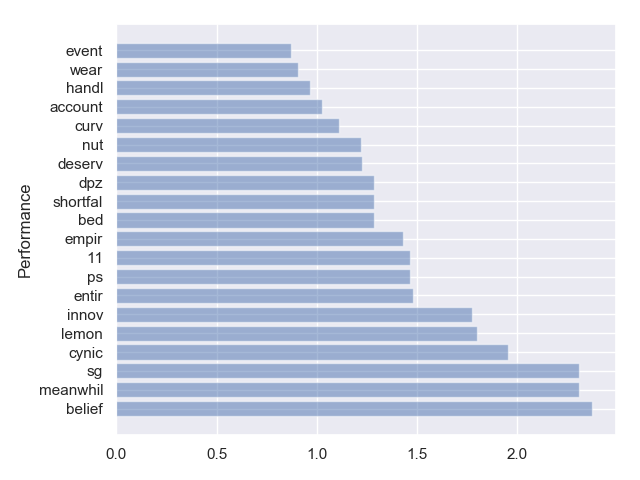 event
wear
handl
account
curv
nut
deserv
dpz
shortfal
bed
empir
11
ps
entir
innov
lemon
cynic
sg
meanwhil
belief
Performance
0.0 0.5 1.0 1.5 2.0